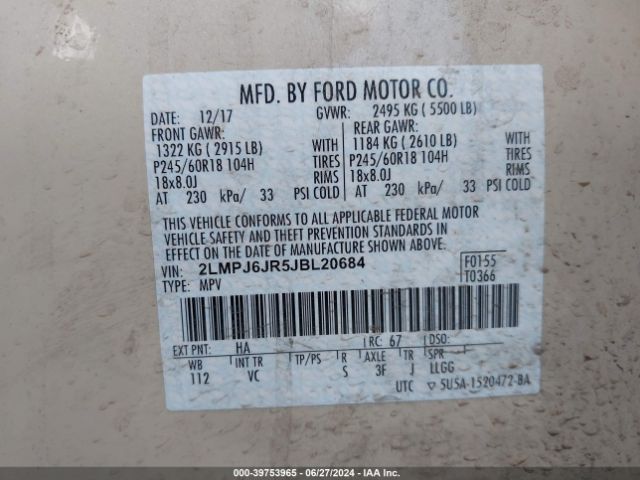 MFD. BY FORD MOTOR CO.
DATE: 12/17 GVWR: 2495 KG ( 5500 LB)
FRONT GAWR: REAR GAWR:
1322 KG ( 2915 LB) WITH 1184 KG ( 2610 LB) WITH
P245/60R18 104H TIRES P245/60R18 104H TIRES
18x8.0J RIMS 18x8.0J RIMS
AT 230 kPa/ 33 PSI COLD AT 230 kPa/ 33 PSI COLD
THIS VEHICLE CONFORMS TO ALL APPLICABLE FEDERAL MOTOR
VEHICLE SAFETY AND THEFT PREVENTION STANDARDS IN
EFFECT ON THE DATE OF MANUFACTURE SHOWN ABOVE.
VIN: 2LMPJ6JR5JBL20684 F0155
TYPE: MPV T0366
EXT PNT: HA RC: 67 DSO:
WB INT TR TP/PS R AXLE TR SPR
112 VC S 3F J LLGG
UTC ▽ 5U5A-1520472-BA
000-39753965 - 06/27/2024 - IAA Inc.